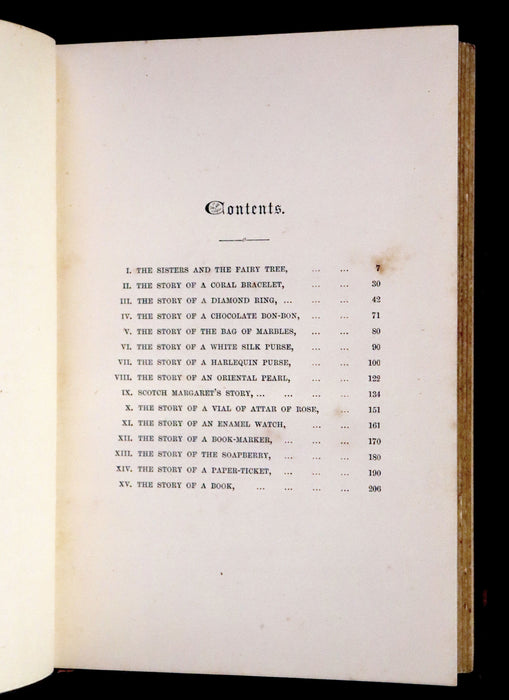 Contents.
I. THE SISTERS AND THE FAIRY TREE, ... ... 7
II. THE STORY OF A CORAL BRACELET, ... ... 30
III. THE STORY OF A DIAMOND RING, ... ... ... 42
IV. THE STORY OF A CHOCOLATE BON-BON, ... ... 71
V. THE STORY OF THE BAG OF MARBLES, ... ... 80
VI. THE STORY OF A WHITE SILK PURSE, ... ... 90
VII. THE STORY OF A HARLEQUIN PURSE, ... ... 100
VIII. THE STORY OF AN ORIENTAL PEARL, ... ... 122
IX. SCOTCH MARGARET'S STORY, ... ... ... ... 134
X. THE STORY OF A VIAL OF ATTAR OF ROSE, ... 151
XI. THE STORY OF AN ENAMEL WATCH, ... ... 161
XII. THE STORY OF A BOOK-MARKER, ... ... ... 170
XIII. THE STORY OF THE SOAPBERRY, ... ... ... 180
XIV. THE STORY OF A PAPER-TICKET, ... ... ... 190
XV. THE STORY OF A BOOK, ... ... ... ... 206